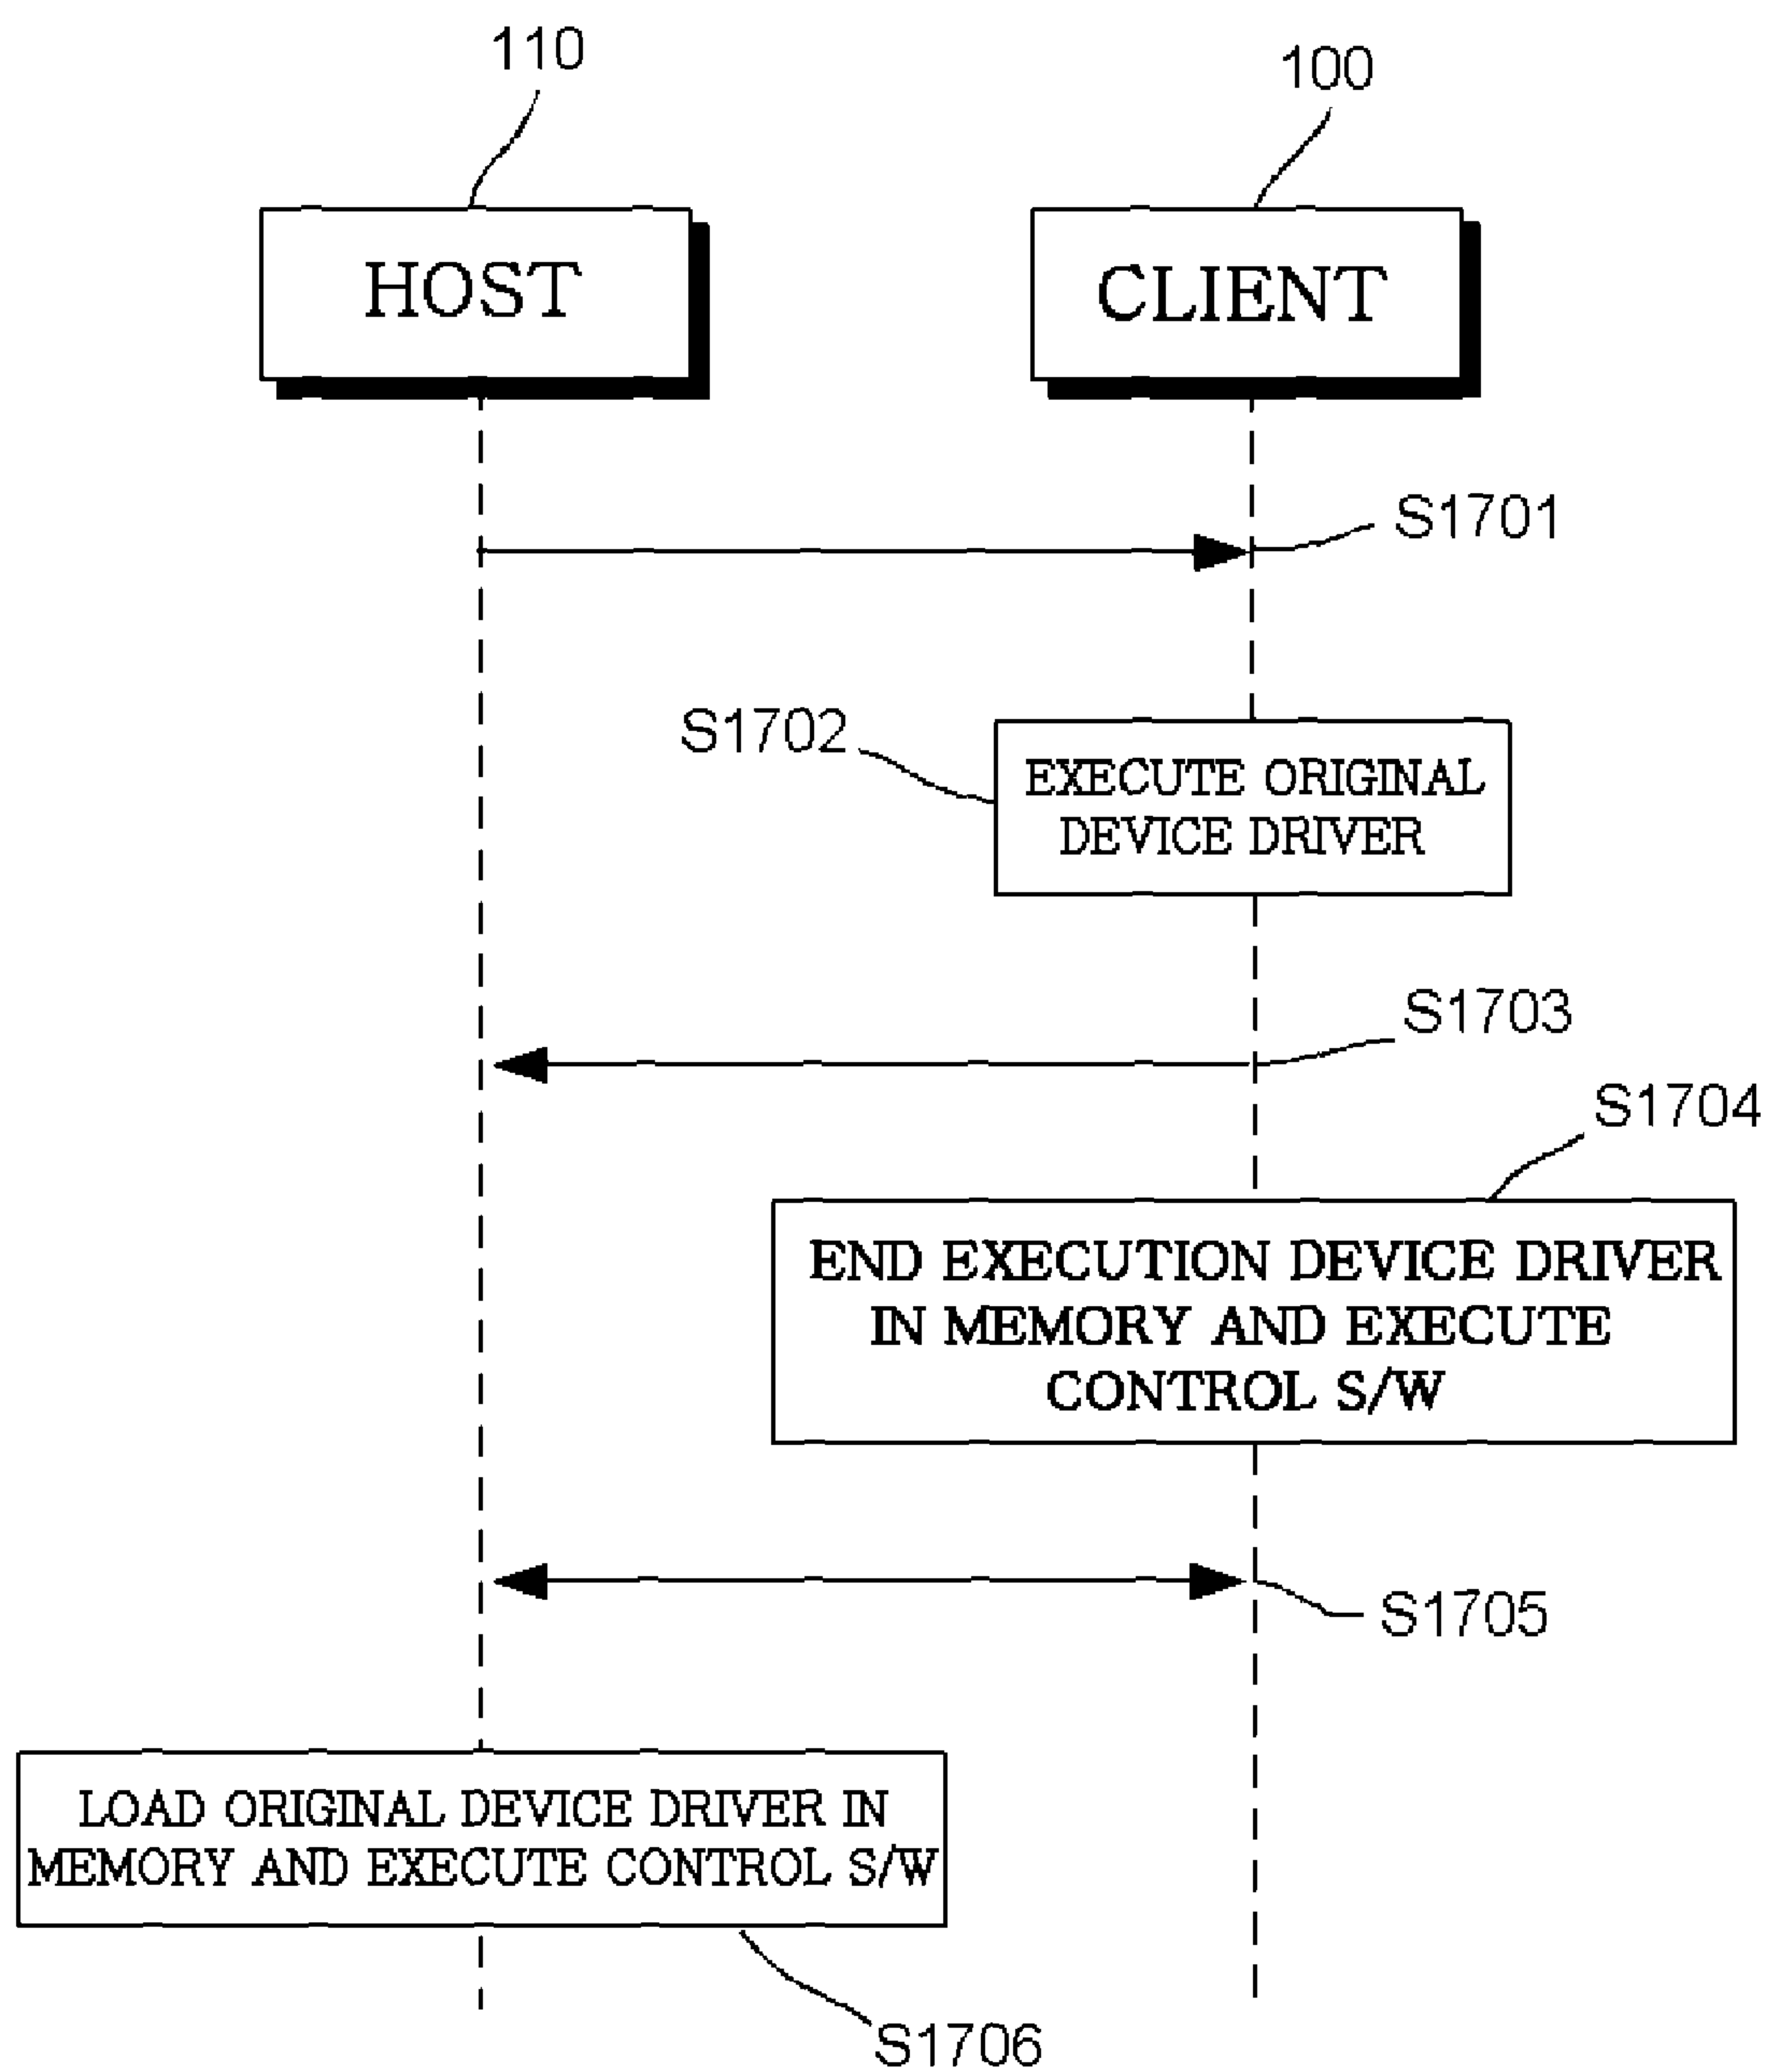 110
100
HOST
CLIENT
S1701
S1702
EXECUTE ORIGINAL
DEVICE DRIVER
S1703
S1704
END EXECUTION DEVICE DRIVER
IN MEMORY AND EXECUTE
CONTROL S/W
S1705
LOAD ORIGINAL DEVICE DRIVER IN
MEMORY AND EXECUTE CONTROL S/W
S1706